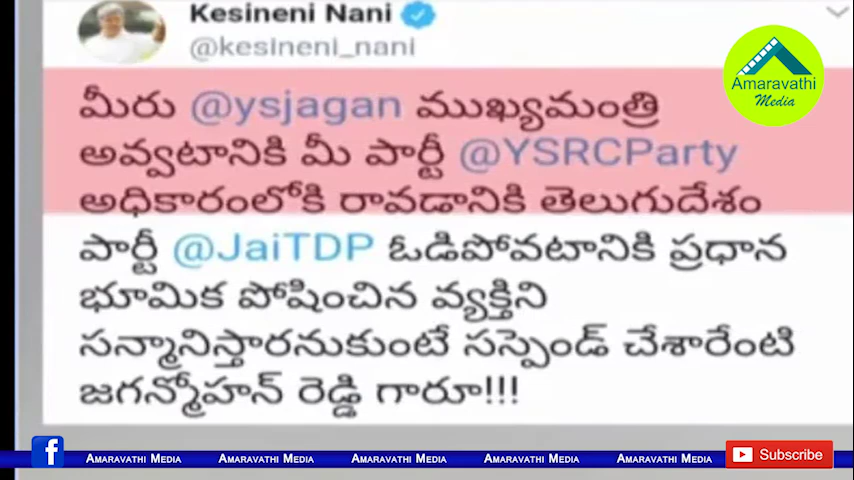 Kesineni Nani
@kesineni_nani
Amaravathi
Media
మీరు @ysjagan ముఖ్యమంత్రి
అవ్వటానికి మీ పార్టీ @YSRCParty
అధికారంలోకి రావడానికి తెలుగుదేశం
పార్టీ @JaiTDP ఓడిపోవటానికి ప్రధాన
భూమిక పోషించిన వ్యక్తిని
సన్మానిస్తారనుకుంటే సస్పెండ్ చేశారేంటి
జగన్మోహన్ రెడ్డి గారూ!!!
f AMARAVATHI MEDIA AMARAVATHI MEDIA AMARAVATHI MEDIA AMARAVATHI MEDIA AMARAVATHI MEDIA Subscribe